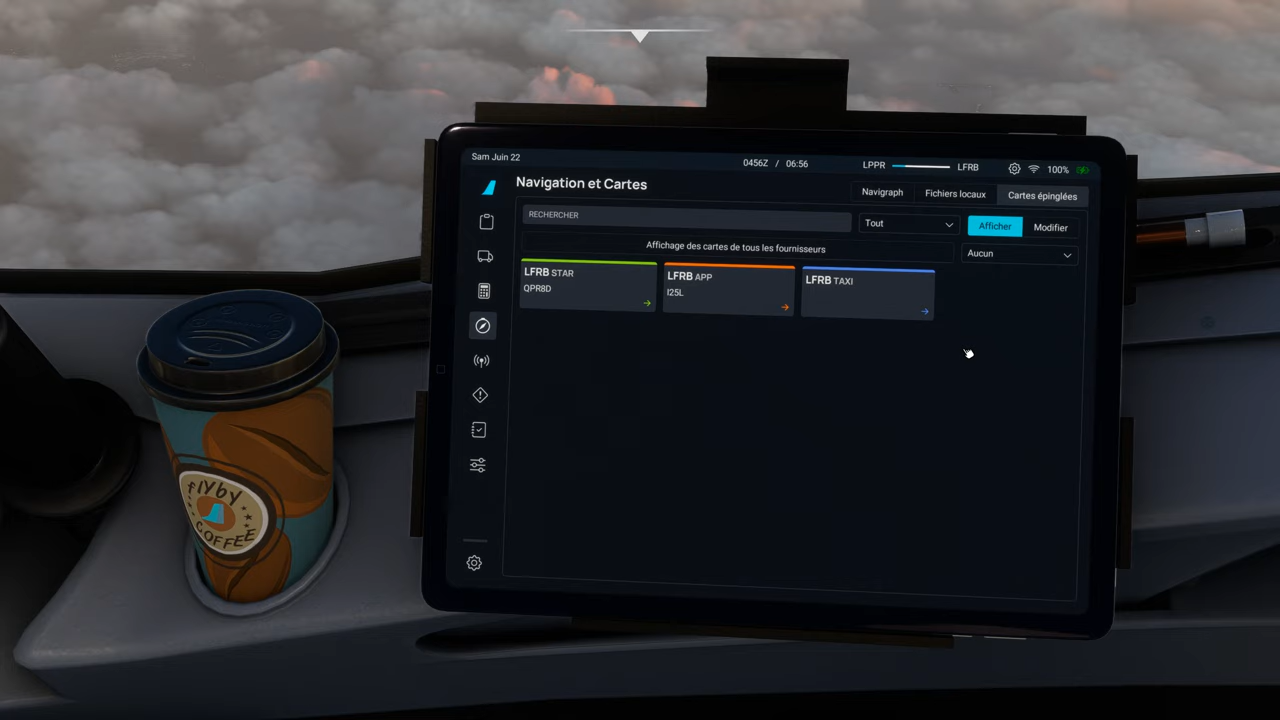 Sam Juin 22
0456Z / 06:56
LPPR
LFRB
100%
Navigation et Cartes
Navigraph
Fichiers locaux
Cartes épinglées
RECHERCHER
Tout
Afficher
Modifier
Affichage des cartes de tous les fournisseurs
Aucun
LFRB STAR
QPR8D
LFRB APP
I25L
LFRB TAXI
flyby
COFFEE